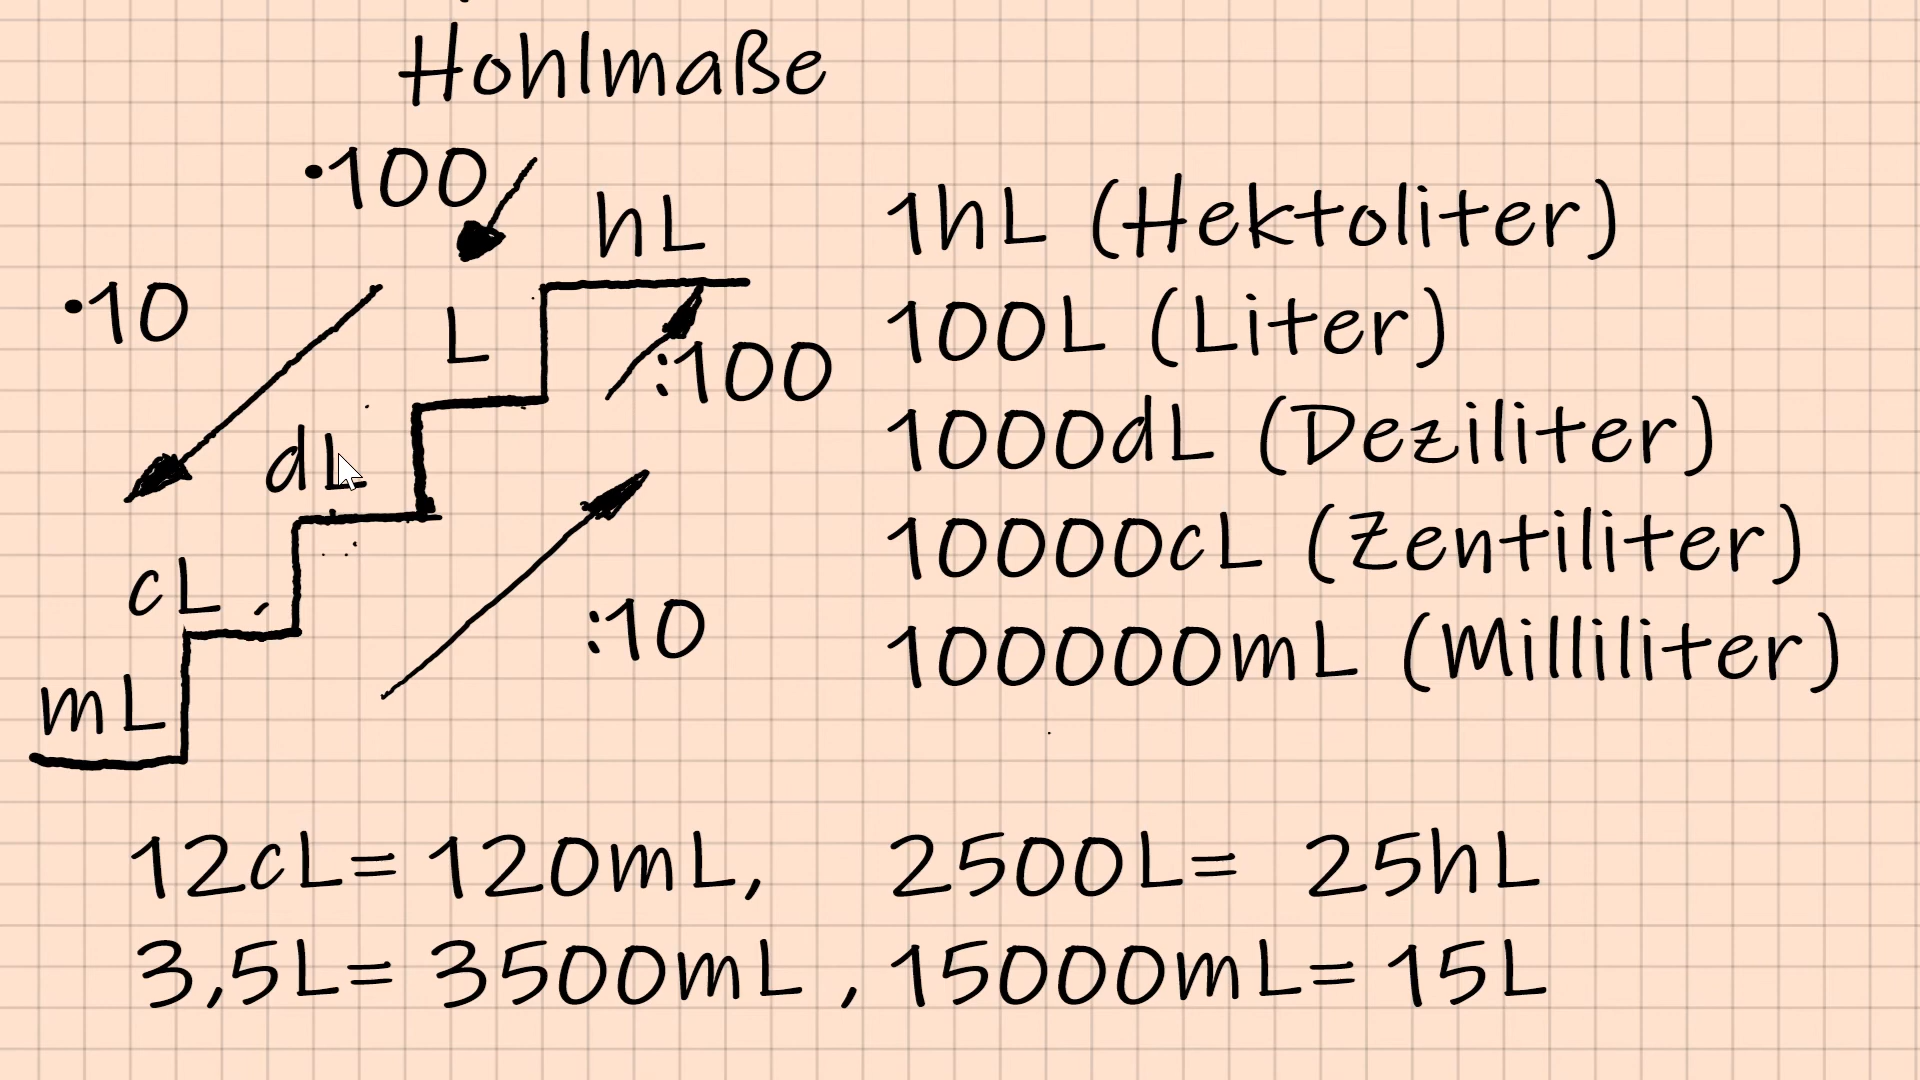 Hohlmaße
·100
hL
·10
L
:100
dL
cL
:10
mL
1hL (Hektoliter)
100L (Liter)
1000dL (Deziliter)
10000cL (Zentiliter)
100000mL (Milliliter)
12cL= 120mL, 2500L= 25hL
3,5L= 3500mL , 15000mL= 15L